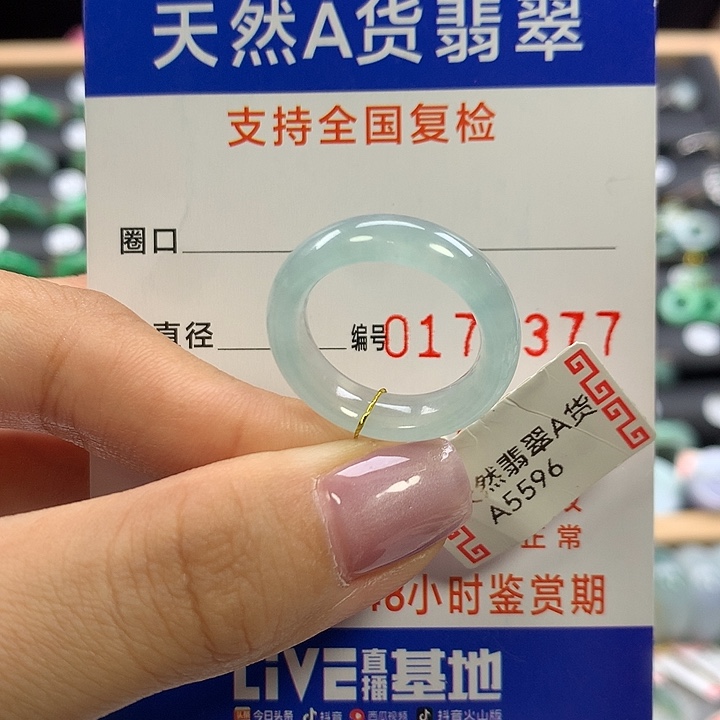 天然A货翡翠
支持全国复检
圈口
直径
编号017 377
然翡翠A货
A5596
正常
48小时鉴赏期
LiVE直播基地
今日头条 抖音 西瓜视频 抖音火山版